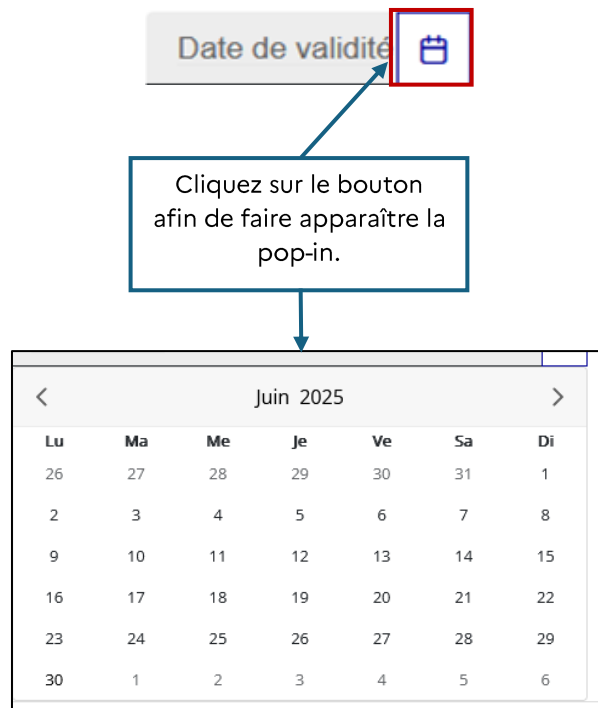 Date de validité
Cliquez sur le bouton
afin de faire apparaître la
pop-in.
Juin 2025
Lu Ma Me Je Ve Sa Di
26 27 28 29 30 31 1
2 3 4 5 6 7 8
9 10 11 12 13 14 15
16 17 18 19 20 21 22
23 24 25 26 27 28 29
30 1 2 3 4 5 6